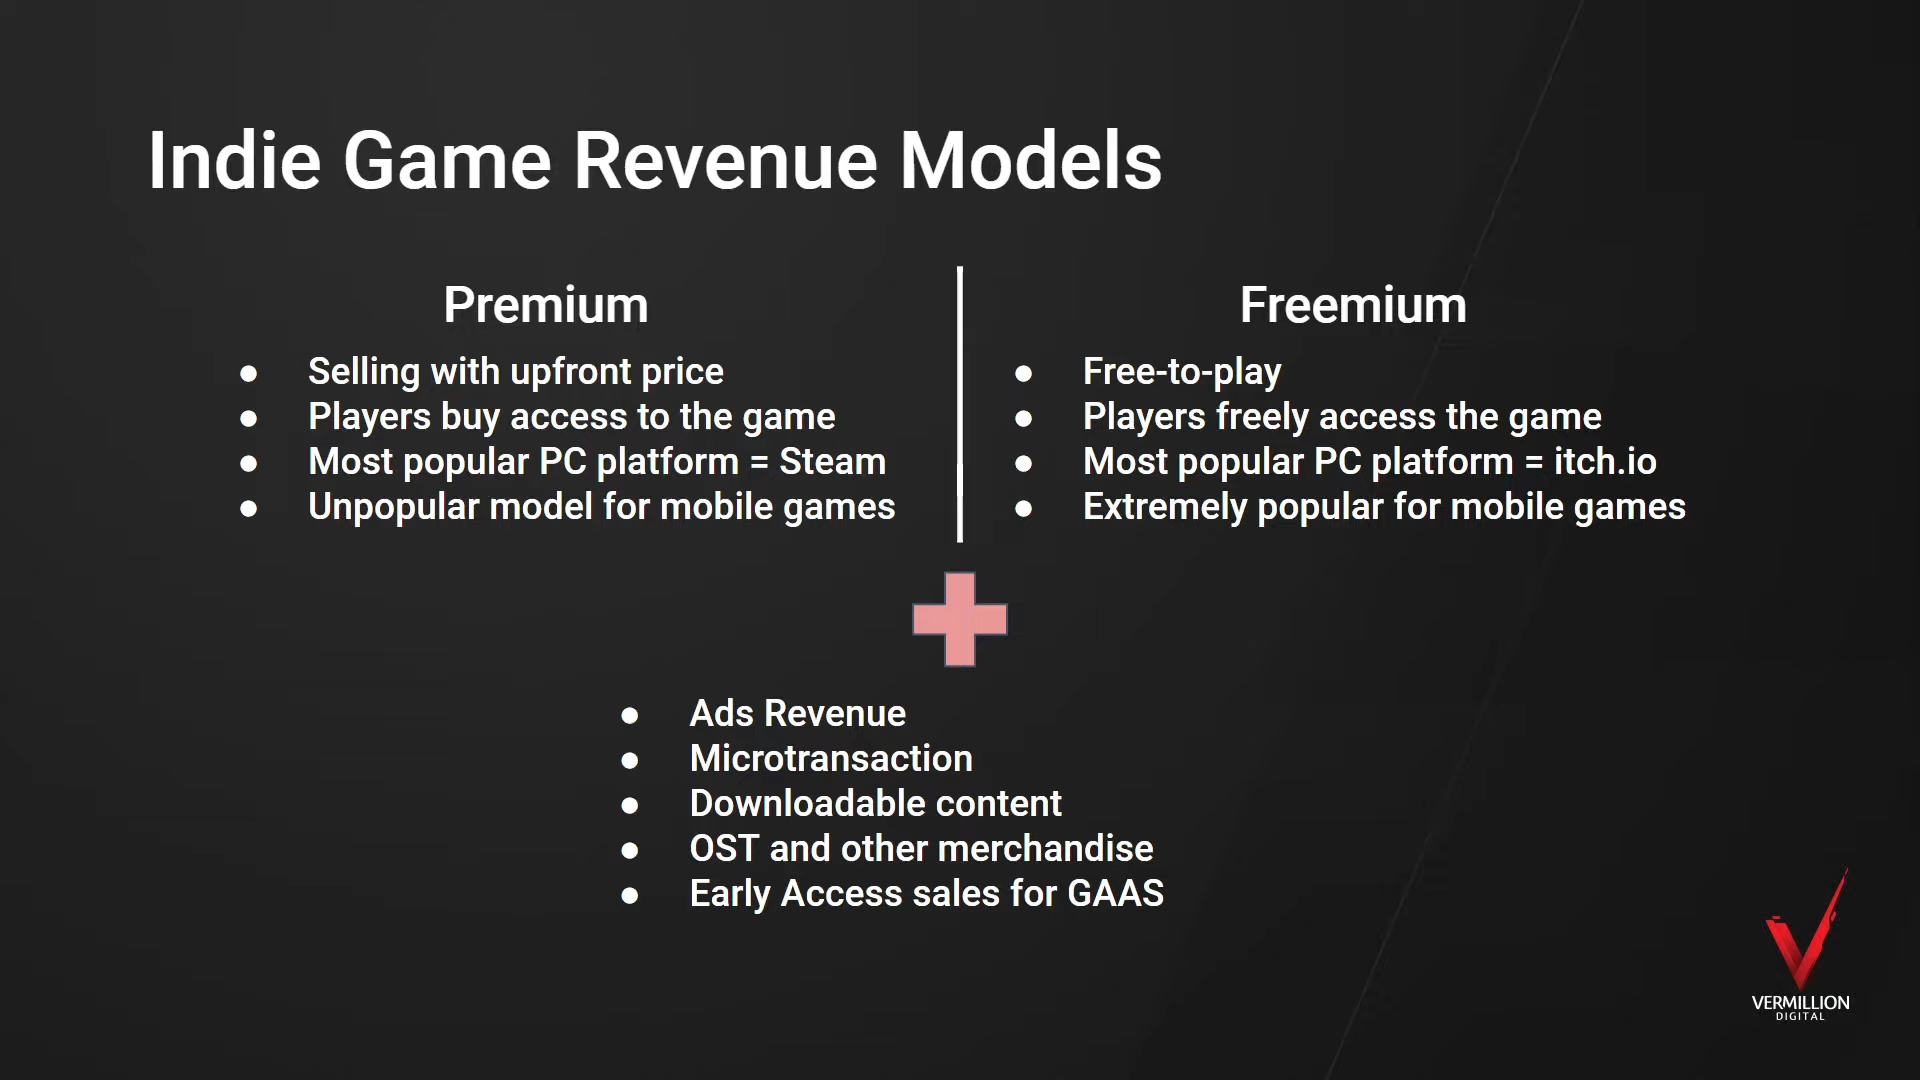 Indie Game Revenue Models
Premium
● Selling with upfront price
● Players buy access to the game
● Most popular PC platform = Steam
● Unpopular model for mobile games
Freemium
● Free-to-play
● Players freely access the game
● Most popular PC platform = itch.io
● Extremely popular for mobile games
● Ads Revenue
● Microtransaction
● Downloadable content
● OST and other merchandise
● Early Access sales for GAAS
VERMILLION
DIGITAL